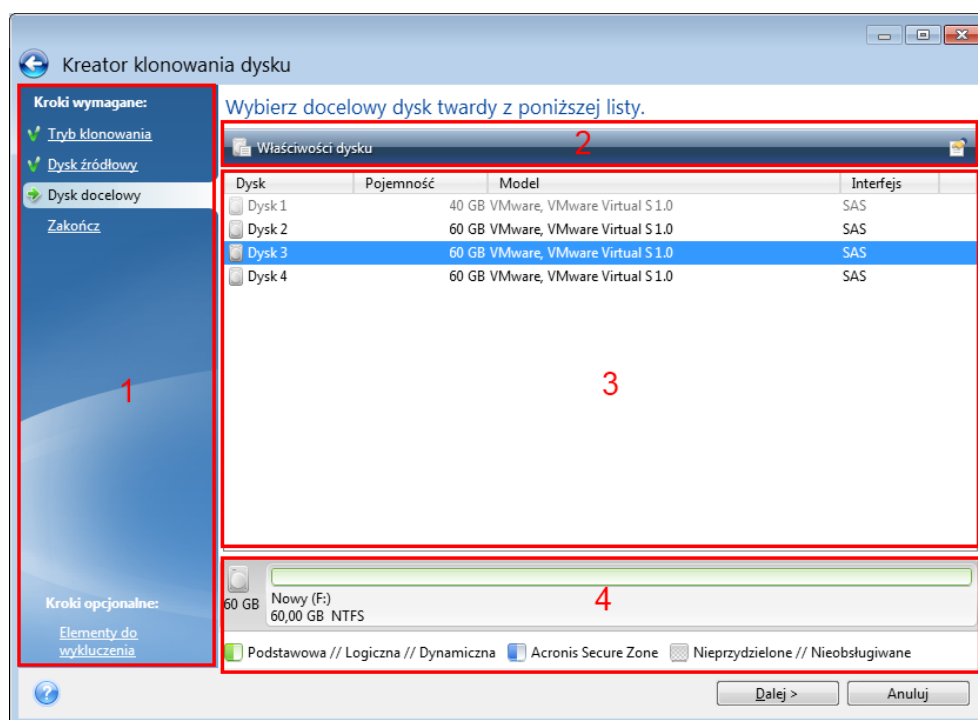 Kreator klonowania dysku
Kroki wymagane:
Tryb klonowania
Dysk źródłowy
Dysk docelowy
Zakończ
1
Kroki opcjonalne:
Elementy do
wykluczenia
Wybierz docelowy dysk twardy z poniższej listy.
Właściwości dysku 2
Dysk Pojemność Model Interfejs
Dysk 1 40 GB VMware, VMware Virtual S 1.0 SAS
Dysk 2 60 GB VMware, VMware Virtual S 1.0 SAS
Dysk 3 60 GB VMware, VMware Virtual S 1.0 SAS
Dysk 4 60 GB VMware, VMware Virtual S 1.0 SAS
3
60 GB
Nowy (F:)
60,00 GB NTFS
4
Podstawowa // Logiczna // Dynamiczna Acronis Secure Zone Nieprzydzielone // Nieobsługiwane
?
Dalej > Anuluj